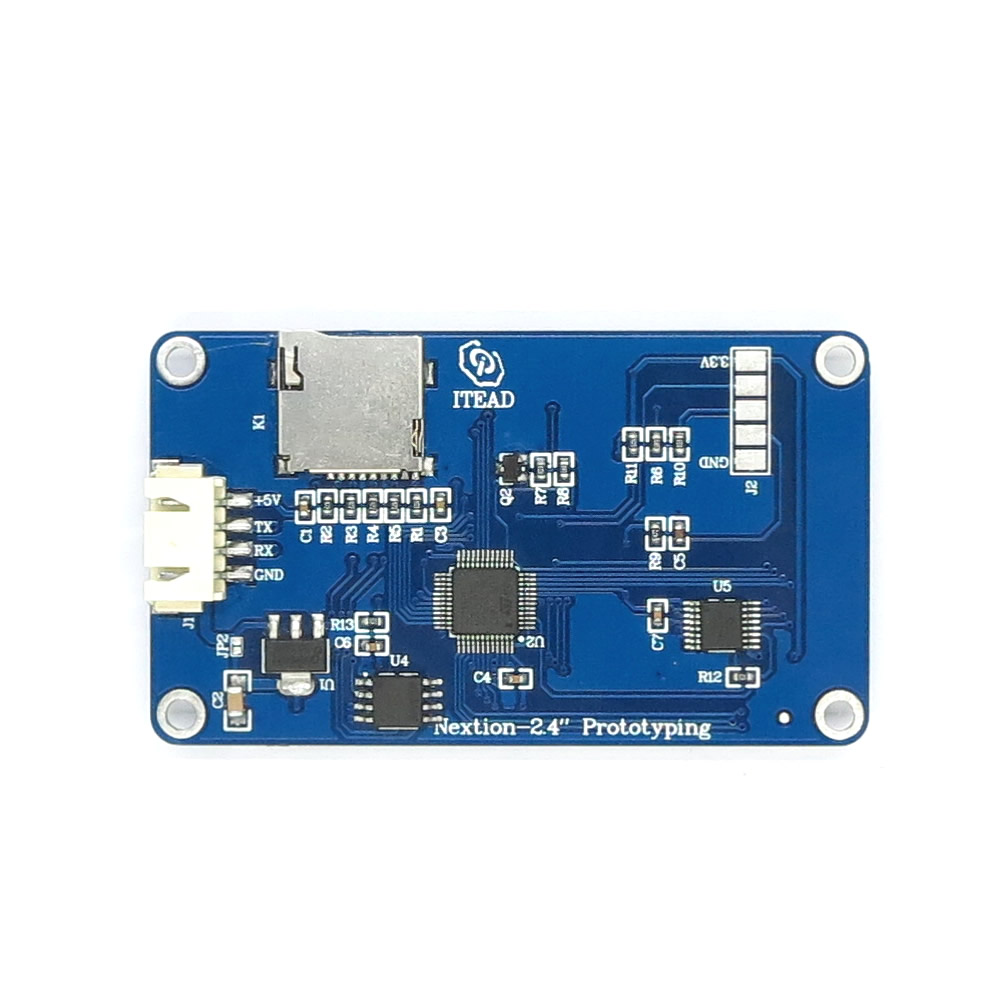 ITEAD
3.3V
K1
R11
R6
R10
GND
J2
Q2
R7
R8
+5V
TX
RX
GND
J1
C1
R2
R3
R4
R5
R1
C3
R9
C5
U5
C7
R13
C6
JP2
U4
U2
U1
C2
C4
R12
Nextion-2.4" Prototyping